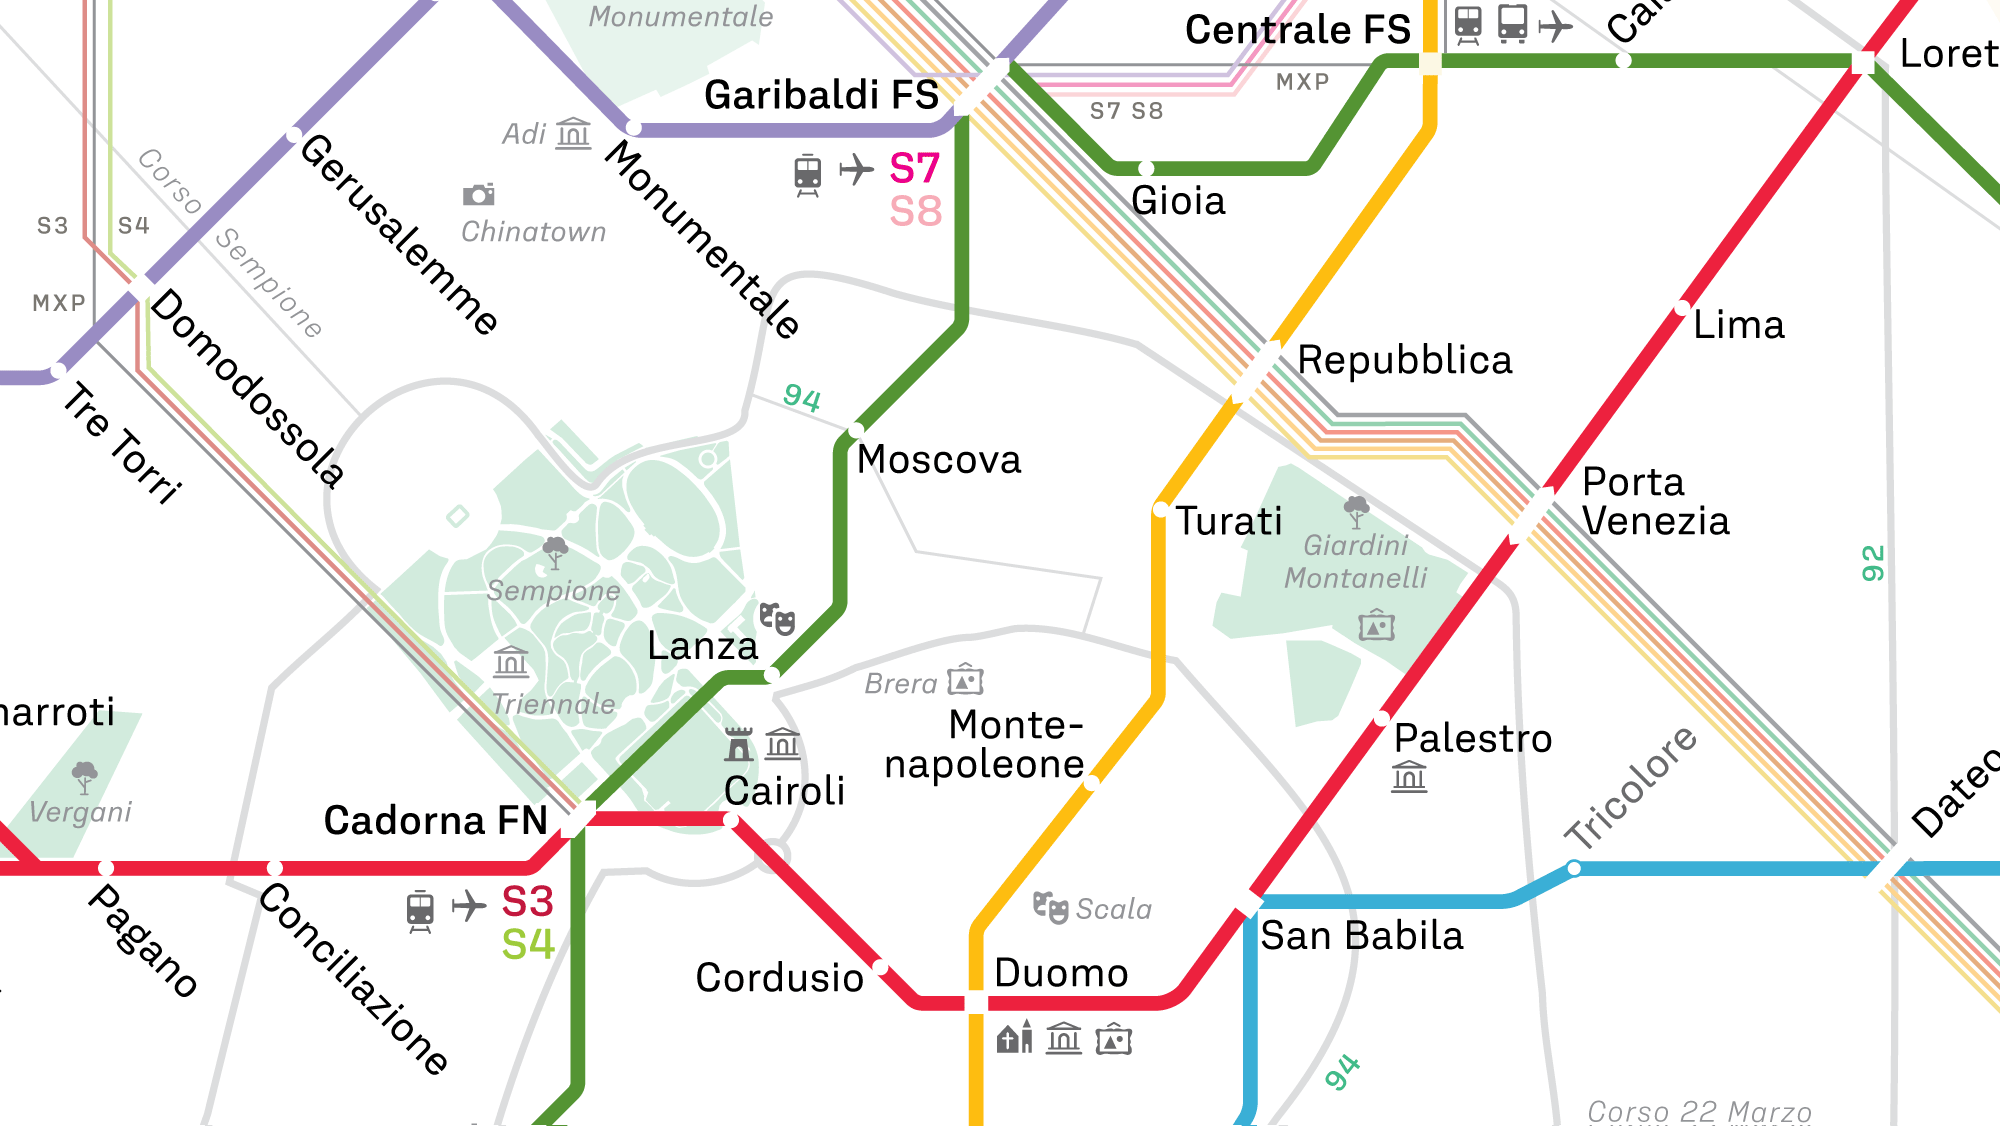 Monumentale
Centrale FS
Loret
Garibaldi FS
MXP
S7 S8
Adi
S7
S8
Corso
Sempione
Gerusalemme
Monumentale
Chinatown
Gioia
S3
S4
MXP
Domodossola
Tre Torri
94
Moscova
Repubblica
Lima
Turati
Porta
Venezia
Giardini
Montanelli
92
Sempione
Lanza
Triennale
Brera
Monte-
napoleone
Palestro
Tricolore
Dateo
narroti
Vergani
Cairoli
Cadorna FN
S3
S4
Pagano
Conciliazione
Cordusio
Scala
Duomo
San Babila
94
Corso 22 Marzo